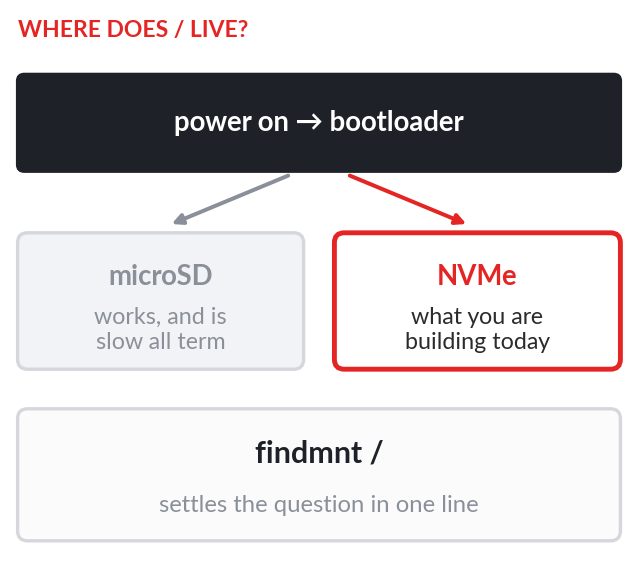 WHERE DOES / LIVE?
power on → bootloader
microSD
works, and is
slow all term
NVMe
what you are
building today
findmnt /
settles the question in one line